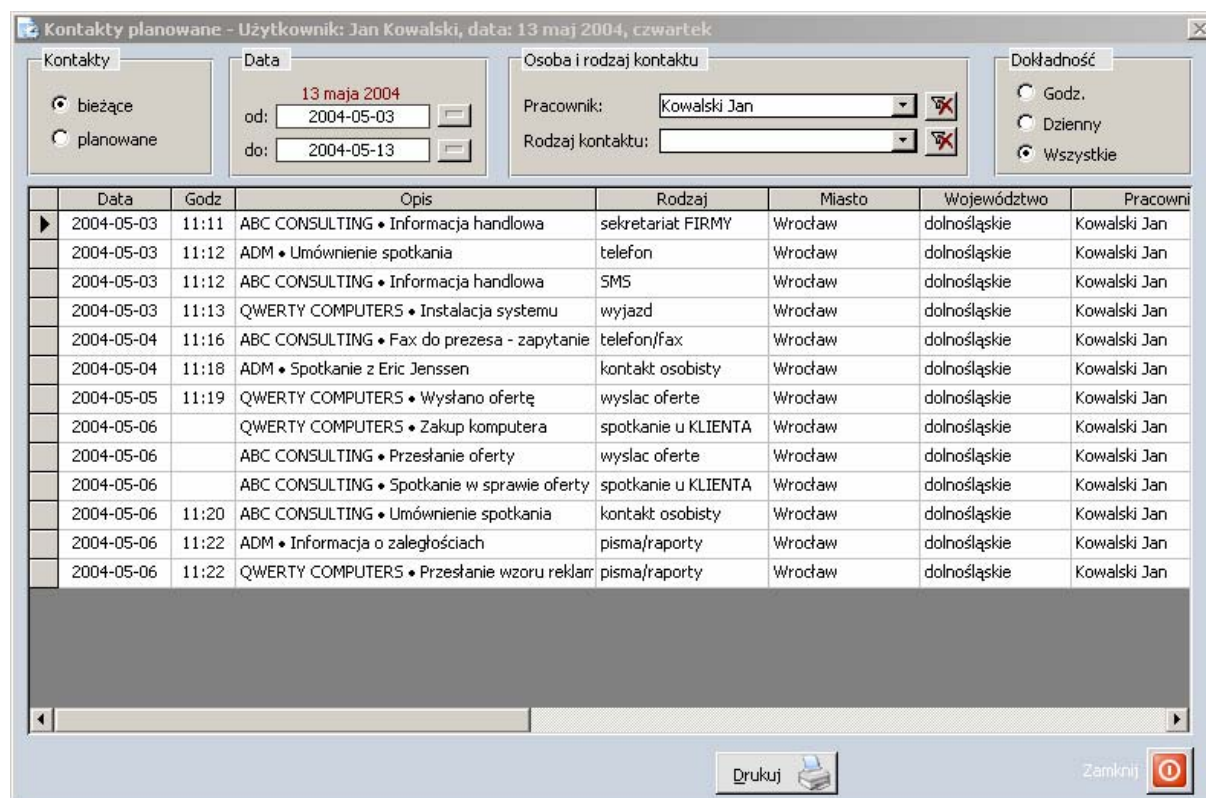 Kontakty planowane - Użytkownik: Jan Kowalski, data: 13 maj 2004, czwartek
Kontakty
bieżące
planowane
Data
13 maja 2004
od: 2004-05-03
do: 2004-05-13
Osoba i rodzaj kontaktu
Pracownik: Kowalski Jan
Rodzaj kontaktu:
Dokładność
Godz.
Dzienny
Wszystkie
Data Godz Opis Rodzaj Miasto Województwo Pracowni
2004-05-03 11:11 ABC CONSULTING • Informacja handlowa sekretariat FIRMY Wrocław dolnośląskie Kowalski Jan
2004-05-03 11:12 ADM • Umównienie spotkania telefon Wrocław dolnośląskie Kowalski Jan
2004-05-03 11:12 ABC CONSULTING • Informacja handlowa SMS Wrocław dolnośląskie Kowalski Jan
2004-05-03 11:13 QWERTY COMPUTERS • Instalacja systemu wyjazd Wrocław dolnośląskie Kowalski Jan
2004-05-04 11:16 ABC CONSULTING • Fax do prezesa - zapytanie telefon/fax Wrocław dolnośląskie Kowalski Jan
2004-05-04 11:18 ADM • Spotkanie z Eric Jenssen kontakt osobisty Wrocław dolnośląskie Kowalski Jan
2004-05-05 11:19 QWERTY COMPUTERS • Wysłano ofertę wyslac oferte Wrocław dolnośląskie Kowalski Jan
2004-05-06 QWERTY COMPUTERS • Zakup komputera spotkanie u KLIENTA Wrocław dolnośląskie Kowalski Jan
2004-05-06 ABC CONSULTING • Przesłanie oferty wyslac oferte Wrocław dolnośląskie Kowalski Jan
2004-05-06 ABC CONSULTING • Spotkanie w sprawie oferty spotkanie u KLIENTA Wrocław dolnośląskie Kowalski Jan
2004-05-06 11:20 ABC CONSULTING • Umównienie spotkania kontakt osobisty Wrocław dolnośląskie Kowalski Jan
2004-05-06 11:22 ADM • Informacja o zaległościach pisma/raporty Wrocław dolnośląskie Kowalski Jan
2004-05-06 11:22 QWERTY COMPUTERS • Przesłanie wzoru reklam pisma/raporty Wrocław dolnośląskie Kowalski Jan
Drukuj
Zamknij